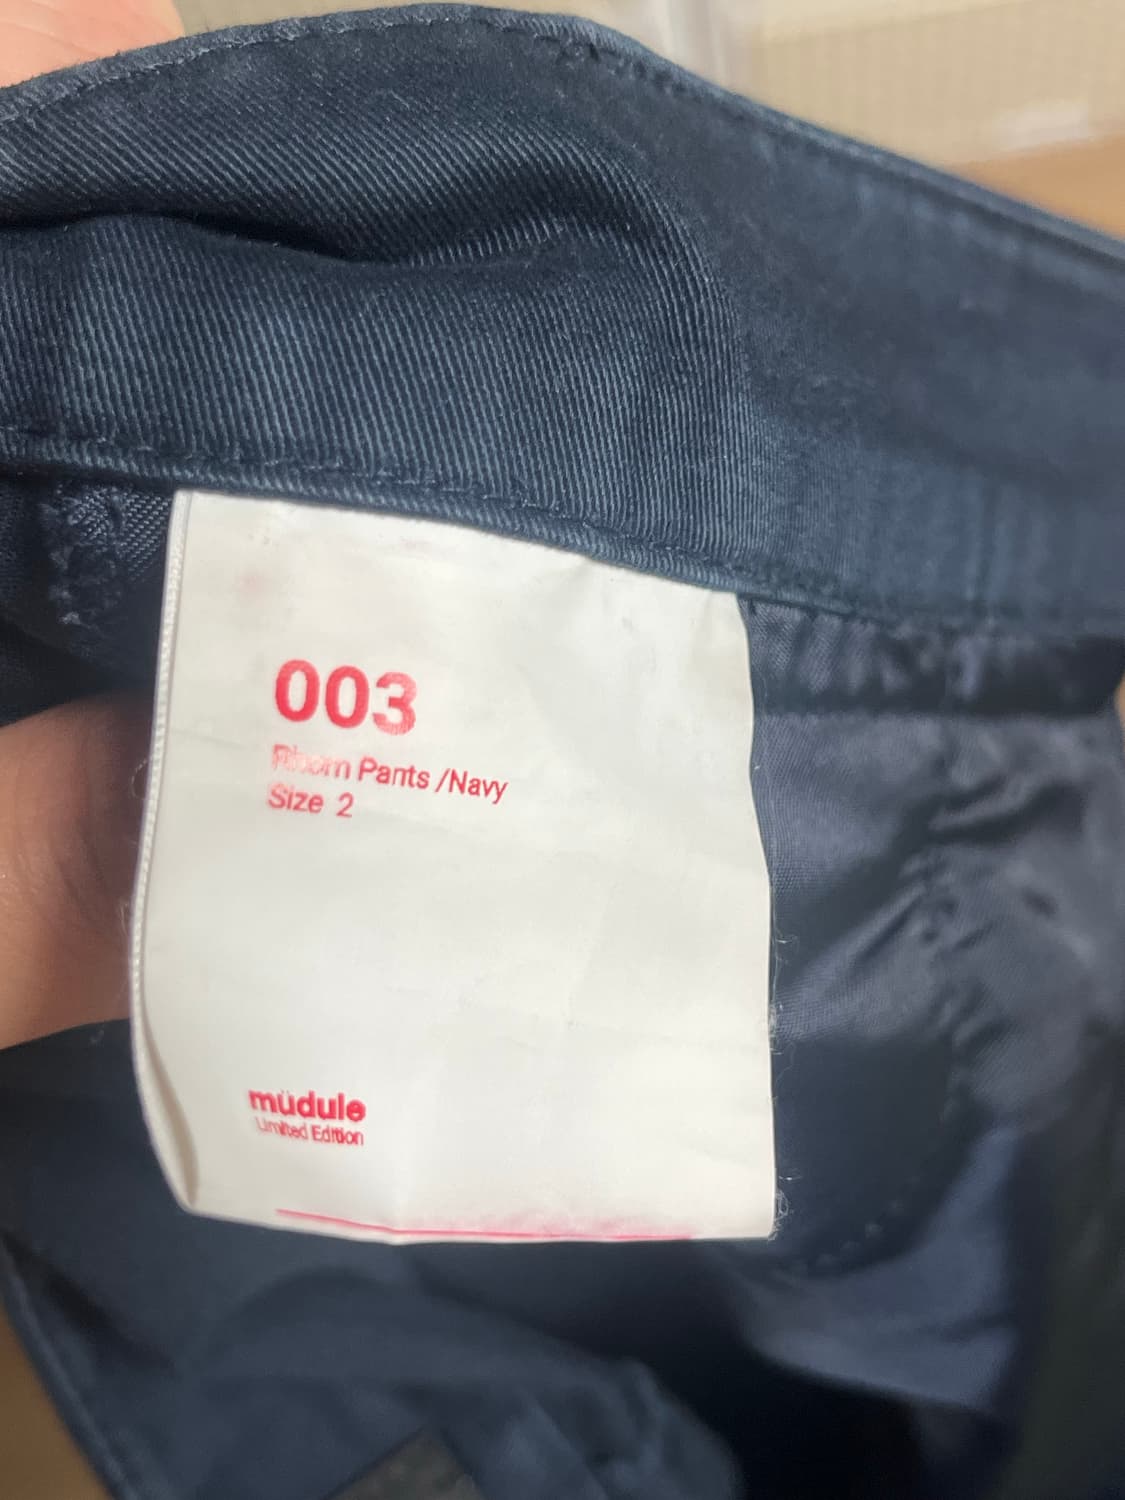 003
Pants /Navy
Size 2
müdule
Limited Edition